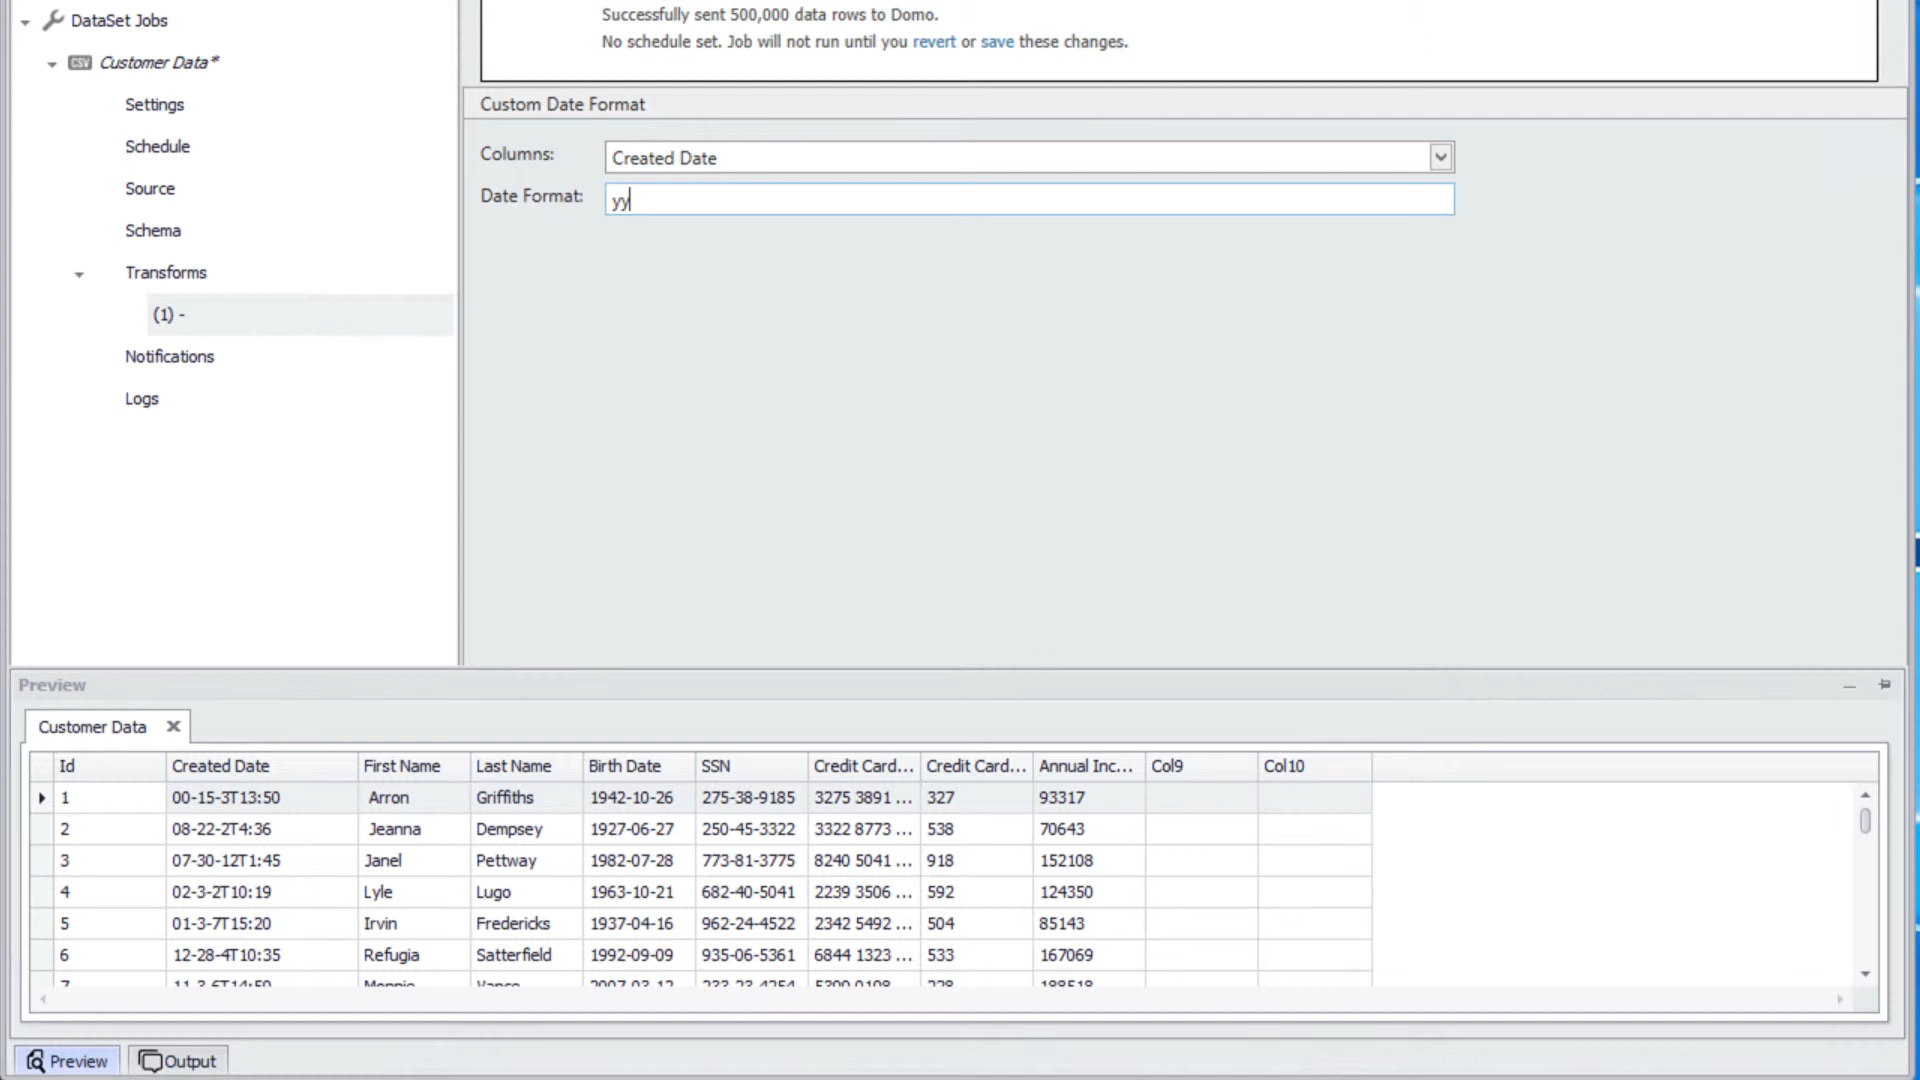 DataSet Jobs
Customer Data*
Settings
Schedule
Source
Schema
Transforms
(1) -
Notifications
Logs
Successfully sent 500,000 data rows to Domo.
No schedule set. Job will not run until you revert or save these changes.
Custom Date Format
Columns: Created Date
Date Format: yy
Preview
Customer Data
Id Created Date First Name Last Name Birth Date SSN Credit Card... Credit Card... Annual Inc... Col9 Col10
1 00-15-3T13:50 Arron Griffiths 1942-10-26 275-38-9185 3275 3891 ... 327 93317
2 08-22-2T4:36 Jeanna Dempsey 1927-06-27 250-45-3322 3322 8773 ... 538 70643
3 07-30-12T1:45 Janel Pettway 1982-07-28 773-81-3775 8240 5041 ... 918 152108
4 02-3-2T10:19 Lyle Lugo 1963-10-21 682-40-5041 2239 3506 ... 592 124350
5 01-3-7T15:20 Irvin Fredericks 1937-04-16 962-24-4522 2342 5492 ... 504 85143
6 12-28-4T10:35 Refugia Satterfield 1992-09-09 935-06-5361 6844 1323 ... 533 167069
Preview Output